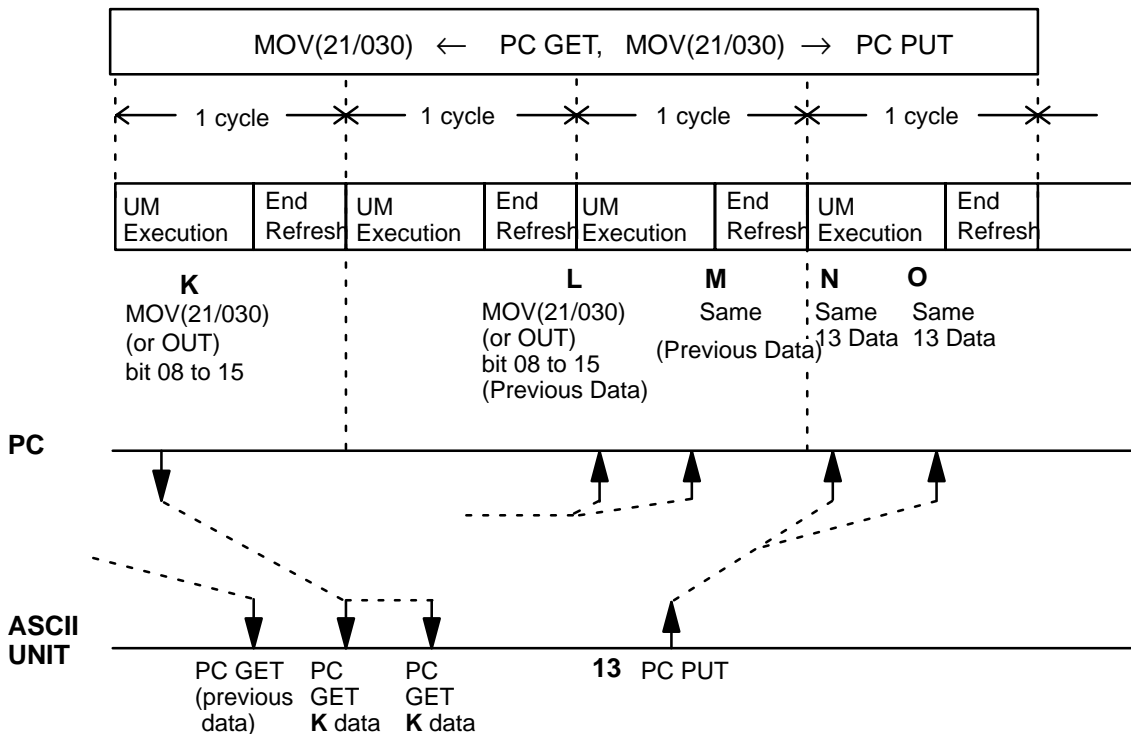 MOV(21/030) ← PC GET, MOV(21/030) → PC PUT
1 cycle 1 cycle 1 cycle 1 cycle
UM Execution
End Refresh
UM Execution
End Refresh
UM Execution
End Refresh
UM Execution
End Refresh
K
MOV(21/030)
(or OUT)
bit 08 to 15
L
MOV(21/030)
(or OUT)
bit 08 to 15
(Previous Data)
M
Same
(Previous Data)
N
Same
13 Data
O
Same
13 Data
PC
ASCII
UNIT
PC GET
(previous
data)
PC
GET
K data
PC
GET
K data
13 PC PUT